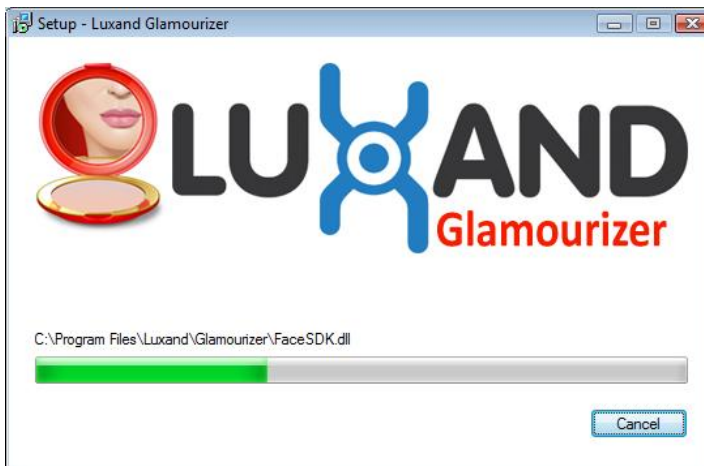 Setup - Luxand Glamourizer
LUXAND
Glamourizer
C:\Program Files\Luxand\Glamourizer\FaceSDK.dll
Cancel